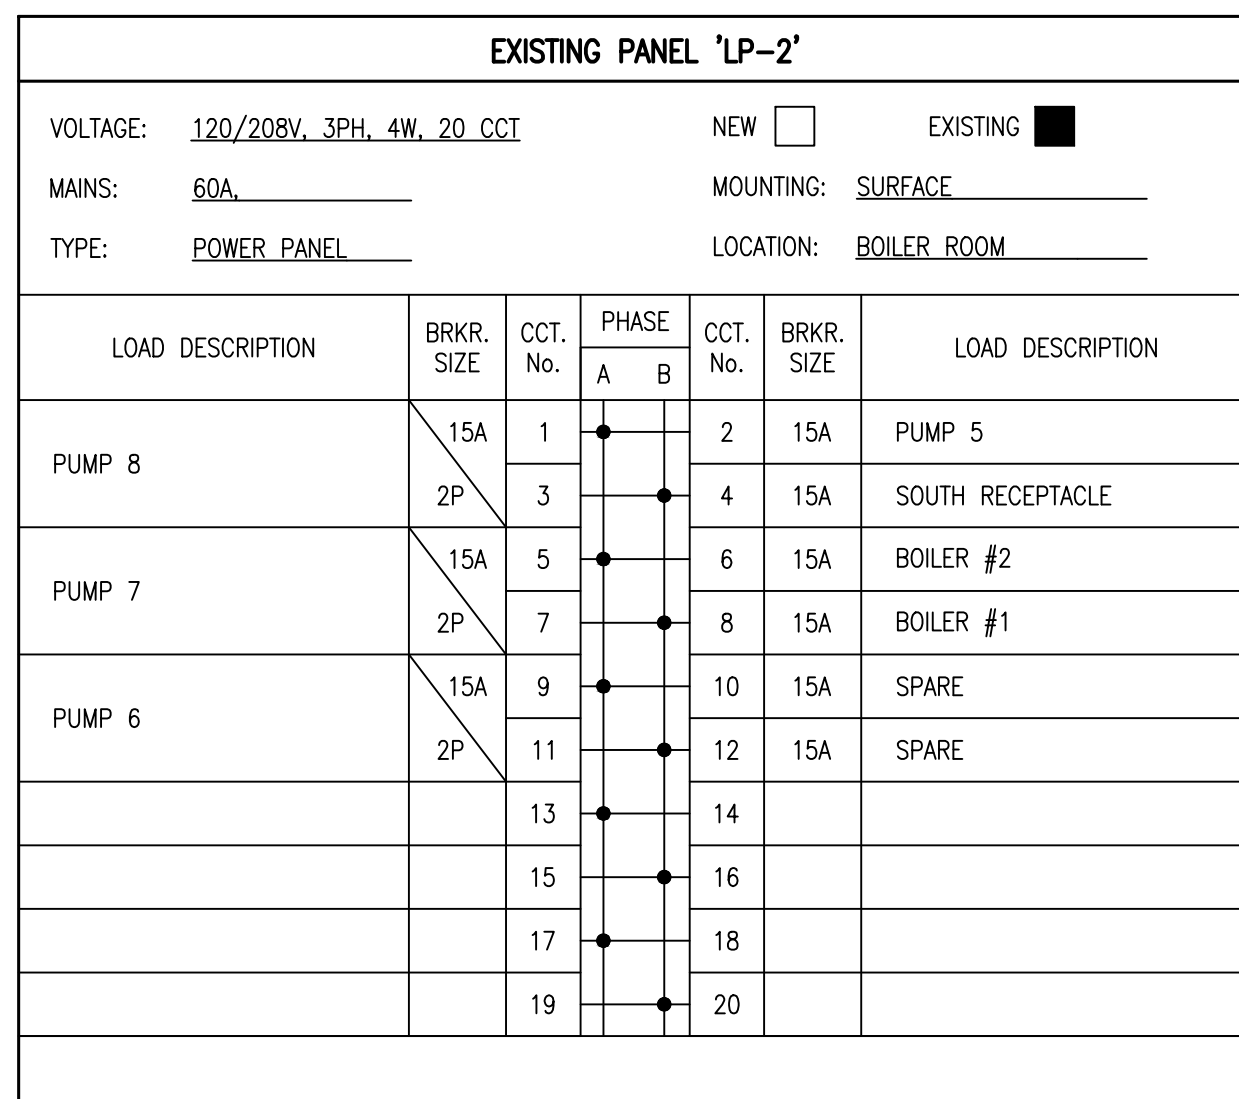 EXISTING PANEL 'LP-2'
VOLTAGE: 120/208V, 3PH, 4W, 20 CCT NEW EXISTING
MAINS: 60A, MOUNTING: SURFACE
TYPE: POWER PANEL LOCATION: BOILER ROOM
LOAD DESCRIPTION BRKR. SIZE CCT. No. PHASE A B CCT. No. BRKR. SIZE LOAD DESCRIPTION
PUMP 8
15A 1 2 15A PUMP 5
2P 3 4 15A SOUTH RECEPTACLE
PUMP 7
15A 5 6 15A BOILER #2
2P 7 8 15A BOILER #1
PUMP 6
15A 9 10 15A SPARE
2P 11 12 15A SPARE
13 14
15 16
17 18
19 20